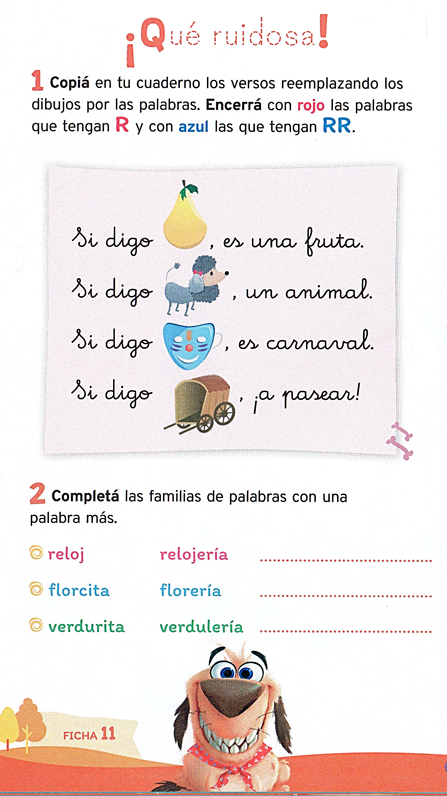 ¡Qué ruidosa!
1 Copiá en tu cuaderno los versos reemplazando los
dibujos por las palabras. Encerrá con rojo las palabras
que tengan R y con azul las que tengan RR.
Si digo , es una fruta.
Si digo , un animal.
Si digo , es carnaval.
Si digo , ¡a pasear!
2 Completá las familias de palabras con una
palabra más.
reloj relojería
florcita florería
verdurita verdulería
FICHA 11